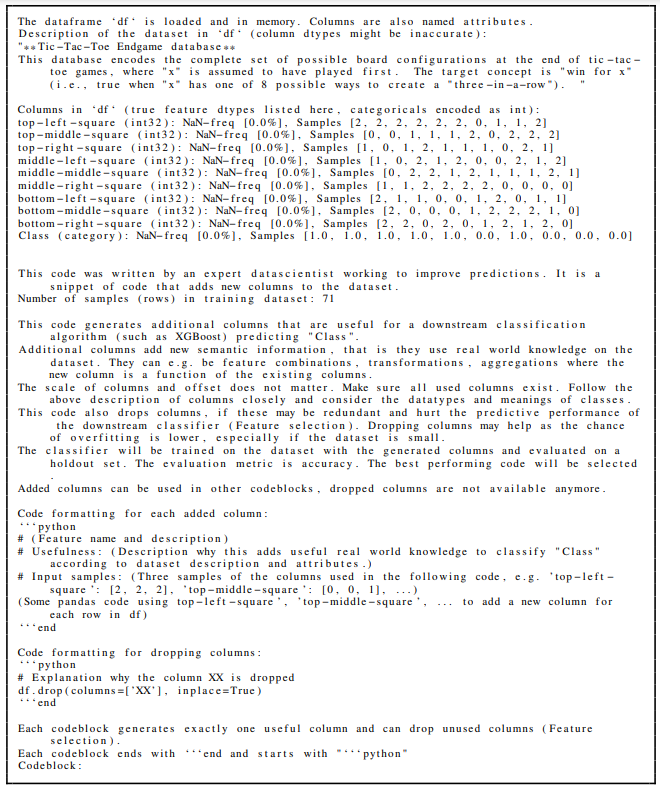 The dataframe `df` is loaded and in memory. Columns are also named attributes.
Description of the dataset in `df` (column dtypes might be inaccurate):
"**Tic-Tac-Toe Endgame database**
This database encodes the complete set of possible board configurations at the end of tic-tac-
toe games, where "x" is assumed to have played first. The target concept is "win for x"
(i.e., true when "x" has one of 8 possible ways to create a "three-in-a-row"). "
Columns in `df` (true feature dtypes listed here, categoricals encoded as int):
top-left-square (int32): NaN-freq [0.0%], Samples [2, 2, 2, 2, 2, 2, 0, 1, 1, 2]
top-middle-square (int32): NaN-freq [0.0%], Samples [0, 0, 1, 1, 1, 2, 0, 2, 2, 2]
top-right-square (int32): NaN-freq [0.0%], Samples [1, 0, 1, 2, 1, 1, 1, 0, 2, 1]
middle-left-square (int32): NaN-freq [0.0%], Samples [1, 0, 2, 1, 2, 0, 0, 2, 1, 2]
middle-middle-square (int32): NaN-freq [0.0%], Samples [0, 2, 2, 1, 2, 1, 1, 1, 2, 1]
middle-right-square (int32): NaN-freq [0.0%], Samples [1, 1, 2, 2, 2, 2, 0, 0, 0, 0]
bottom-left-square (int32): NaN-freq [0.0%], Samples [2, 1, 1, 0, 0, 1, 2, 0, 1, 1]
bottom-middle-square (int32): NaN-freq [0.0%], Samples [2, 0, 0, 0, 1, 2, 2, 2, 1, 0]
bottom-right-square (int32): NaN-freq [0.0%], Samples [2, 2, 0, 2, 0, 1, 2, 1, 2, 0]
Class (category): NaN-freq [0.0%], Samples [1.0, 1.0, 1.0, 1.0, 1.0, 0.0, 1.0, 0.0, 0.0, 0.0]
This code was written by an expert datascientist working to improve predictions. It is a
snippet of code that adds new columns to the dataset.
Number of samples (rows) in training dataset: 71
This code generates additional columns that are useful for a downstream classification
algorithm (such as XGBoost) predicting "Class".
Additional columns add new semantic information, that is they use real world knowledge on the
dataset. They can e.g. be feature combinations, transformations, aggregations where the
new column is a function of the existing columns.
The scale of columns and offset does not matter. Make sure all used columns exist. Follow the
above description of columns closely and consider the datatypes and meanings of classes.
This code also drops columns, if these may be redundant and hurt the predictive performance of
the downstream classifier (Feature selection). Dropping columns may help as the chance
of overfitting is lower, especially if the dataset is small.
The classifier will be trained on the dataset with the generated columns and evaluated on a
holdout set. The evaluation metric is accuracy. The best performing code will be selected
.
Added columns can be used in other codeblocks, dropped columns are not available anymore.
Code formatting for each added column:
```python
# (Feature name and description)
# Usefulness: (Description why this adds useful real world knowledge to classify "Class"
according to dataset description and attributes.)
# Input samples: (Three samples of the columns used in the following code, e.g. 'top-left-
square': [2, 2, 2], 'top-middle-square': [0, 0, 1], ...)
(Some pandas code using top-left-square', 'top-middle-square', ... to add a new column for
each row in df)
```end
Code formatting for dropping columns:
```python
# Explanation why the column XX is dropped
df.drop(columns=['XX'], inplace=True)
```end
Each codeblock generates exactly one useful column and can drop unused columns (Feature
selection).
Each codeblock ends with ```end and starts with "```python"
Codeblock: